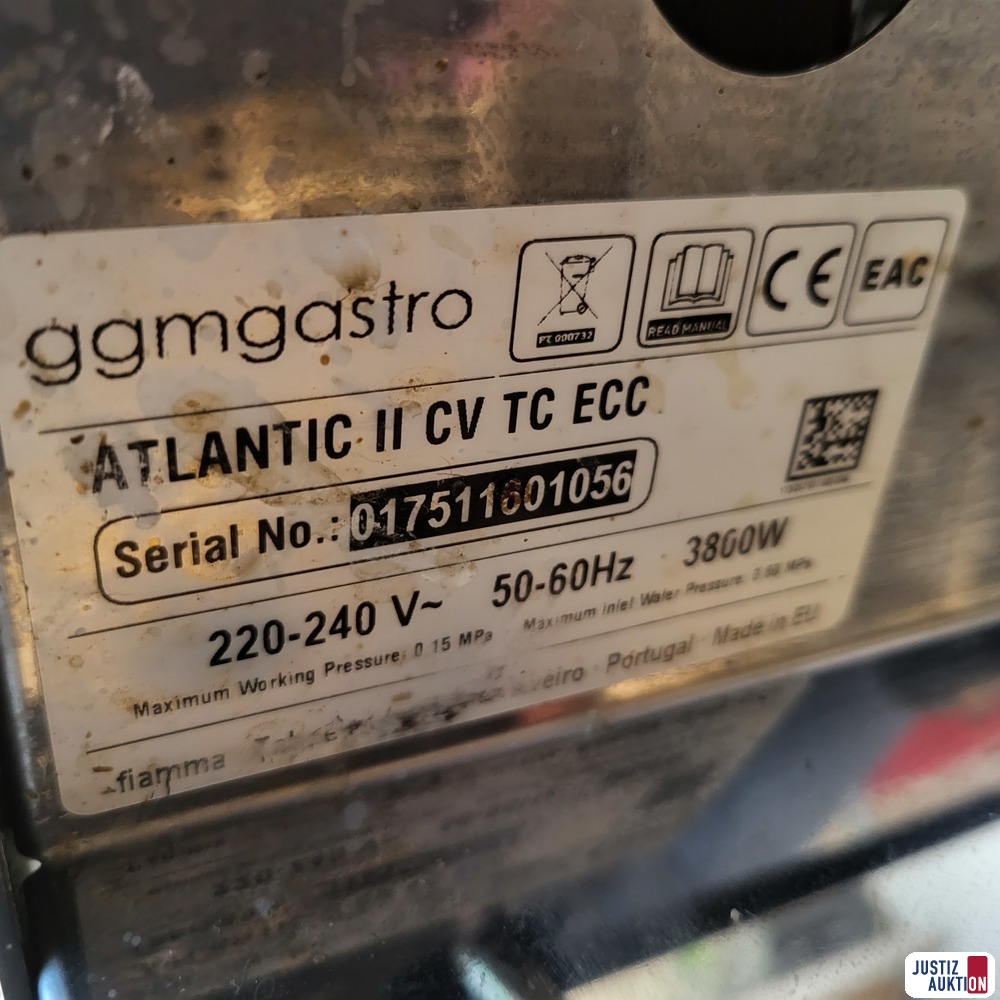 ggmgastro
PT 000732
READ MANUAL
CE
EAC
ATLANTIC II CV TC ECC
Serial No.: 017511601056
220-240 V~ 50-60Hz 3800W
Maximum Working Pressure: 0.15 MPa Maximum inlet Water Pressure: 0.60 MPa
fiamma Aveiro Portugal Made in EU
JUSTIZ
AUKTION